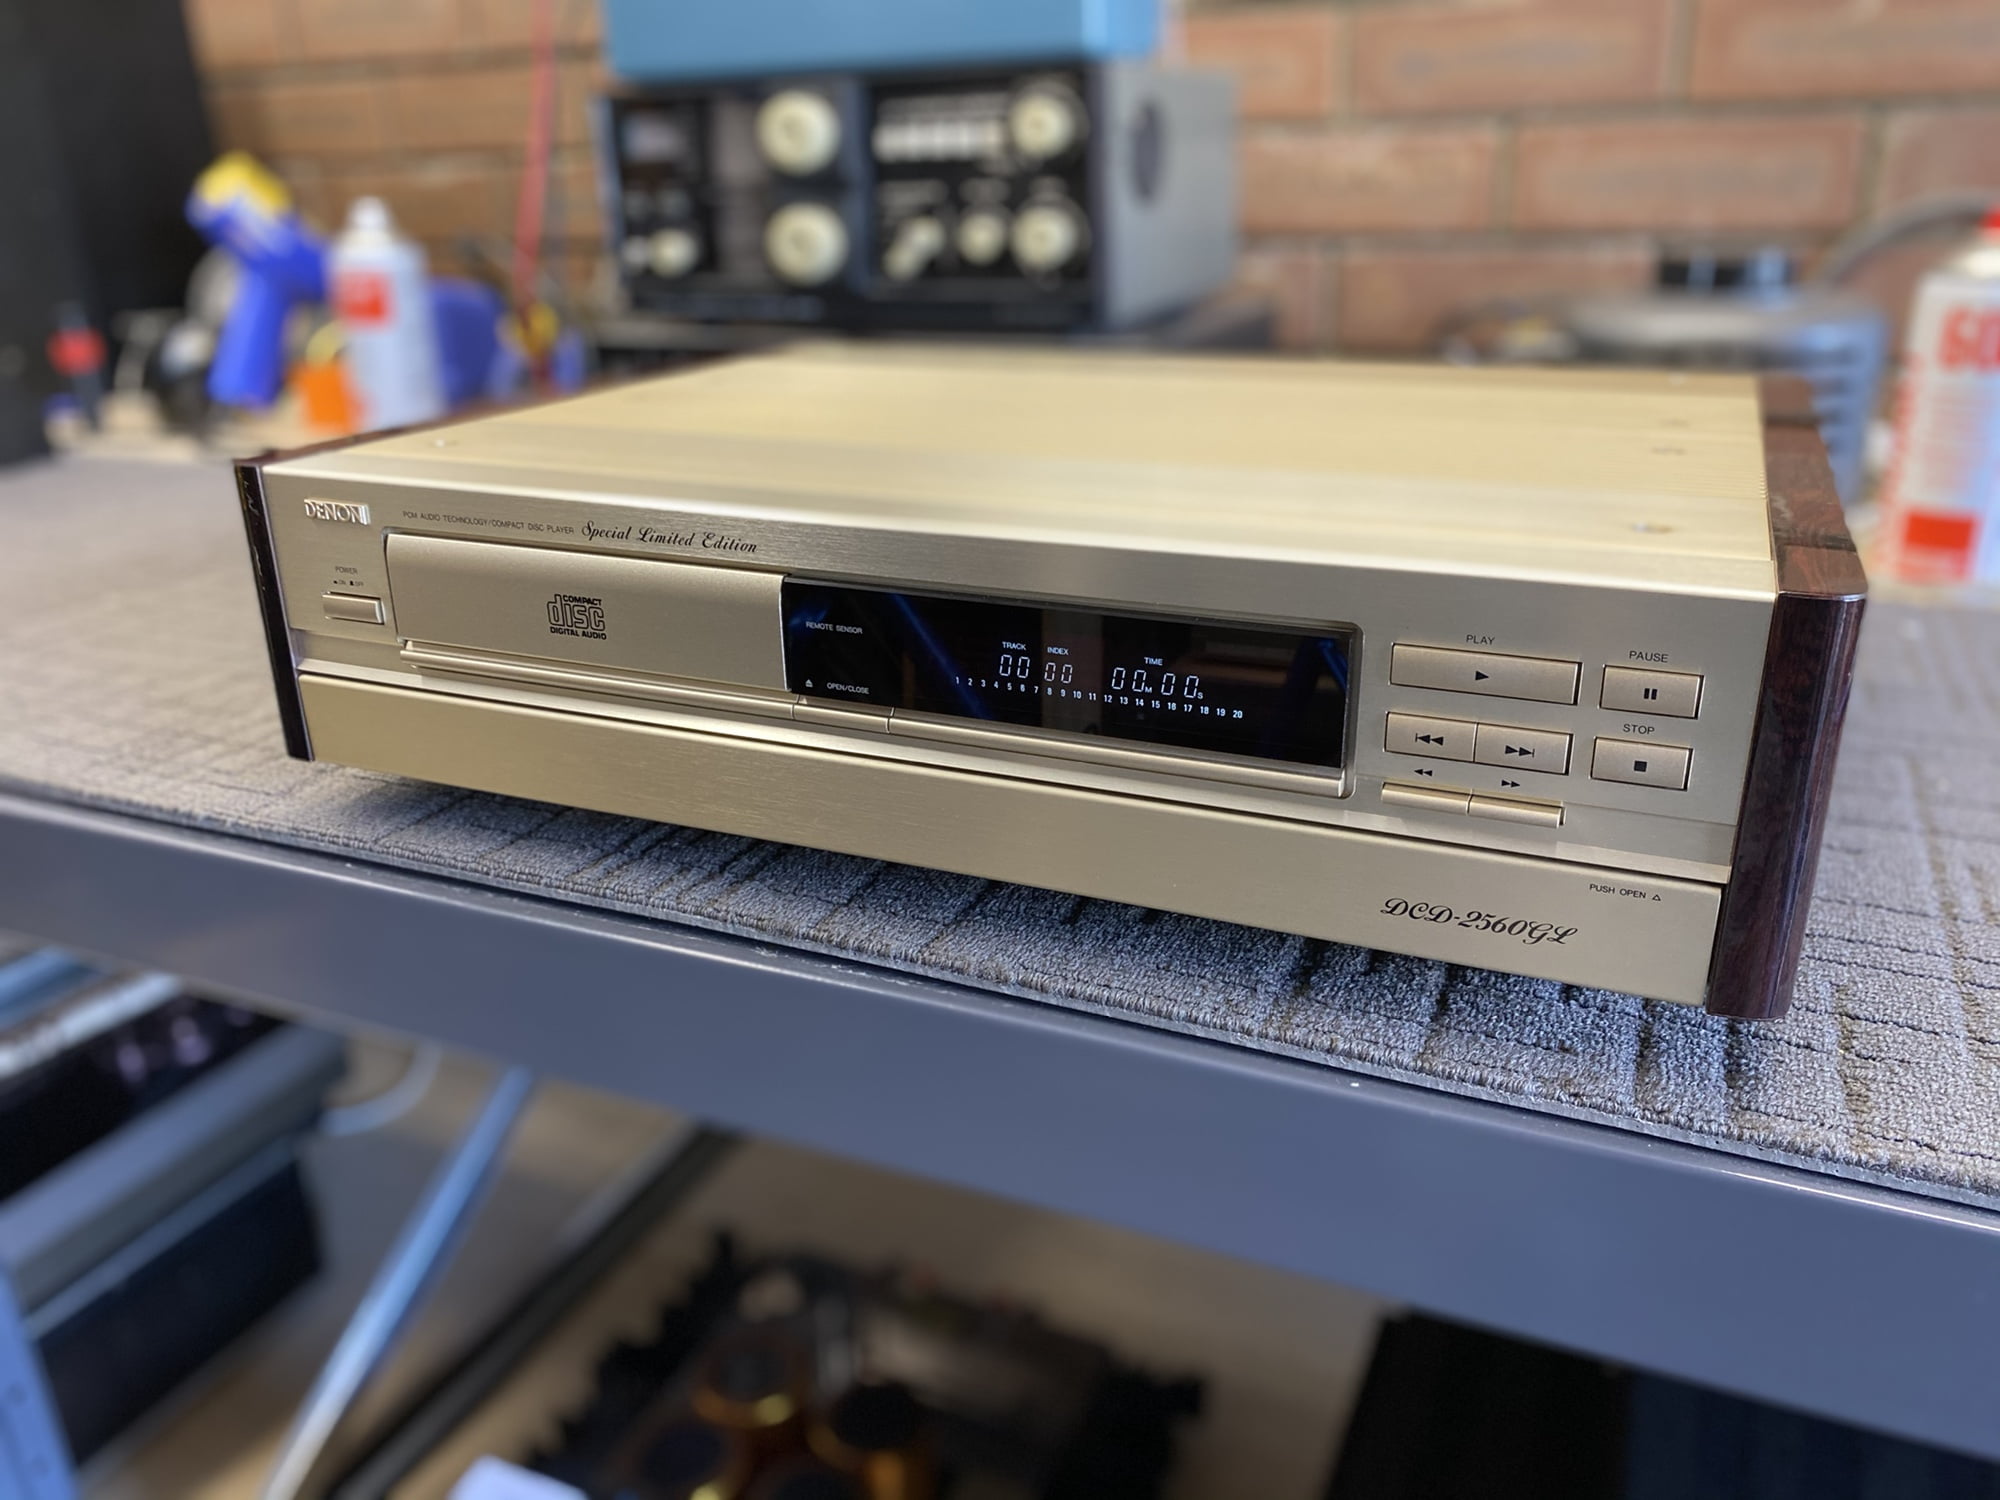 DENON
PCM AUDIO TECHNOLOGY/COMPACT DISC PLAYER Special Limited Edition
POWER
ON OFF
COMPACT
disc
DIGITAL AUDIO
REMOTE SENSOR
OPEN/CLOSE
TRACK INDEX TIME
00 00 00M 00S
1 2 3 4 5 6 7 8 9 10 11 12 13 14 15 16 17 18 19 20
PLAY
PAUSE
STOP
PUSH OPEN
DCD-2560GL